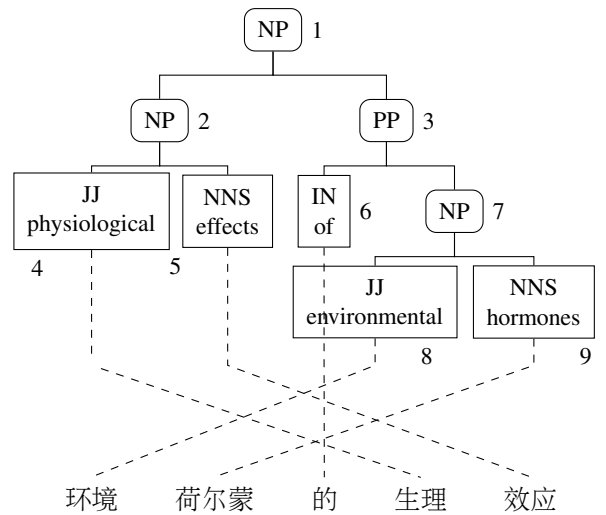 NP 1
NP 2 PP 3
JJ NNS IN
physiological effects of 6 NP 7
4 5
JJ NNS
environmental hormones
8 9
环境 荷尔蒙 的 生理 效应